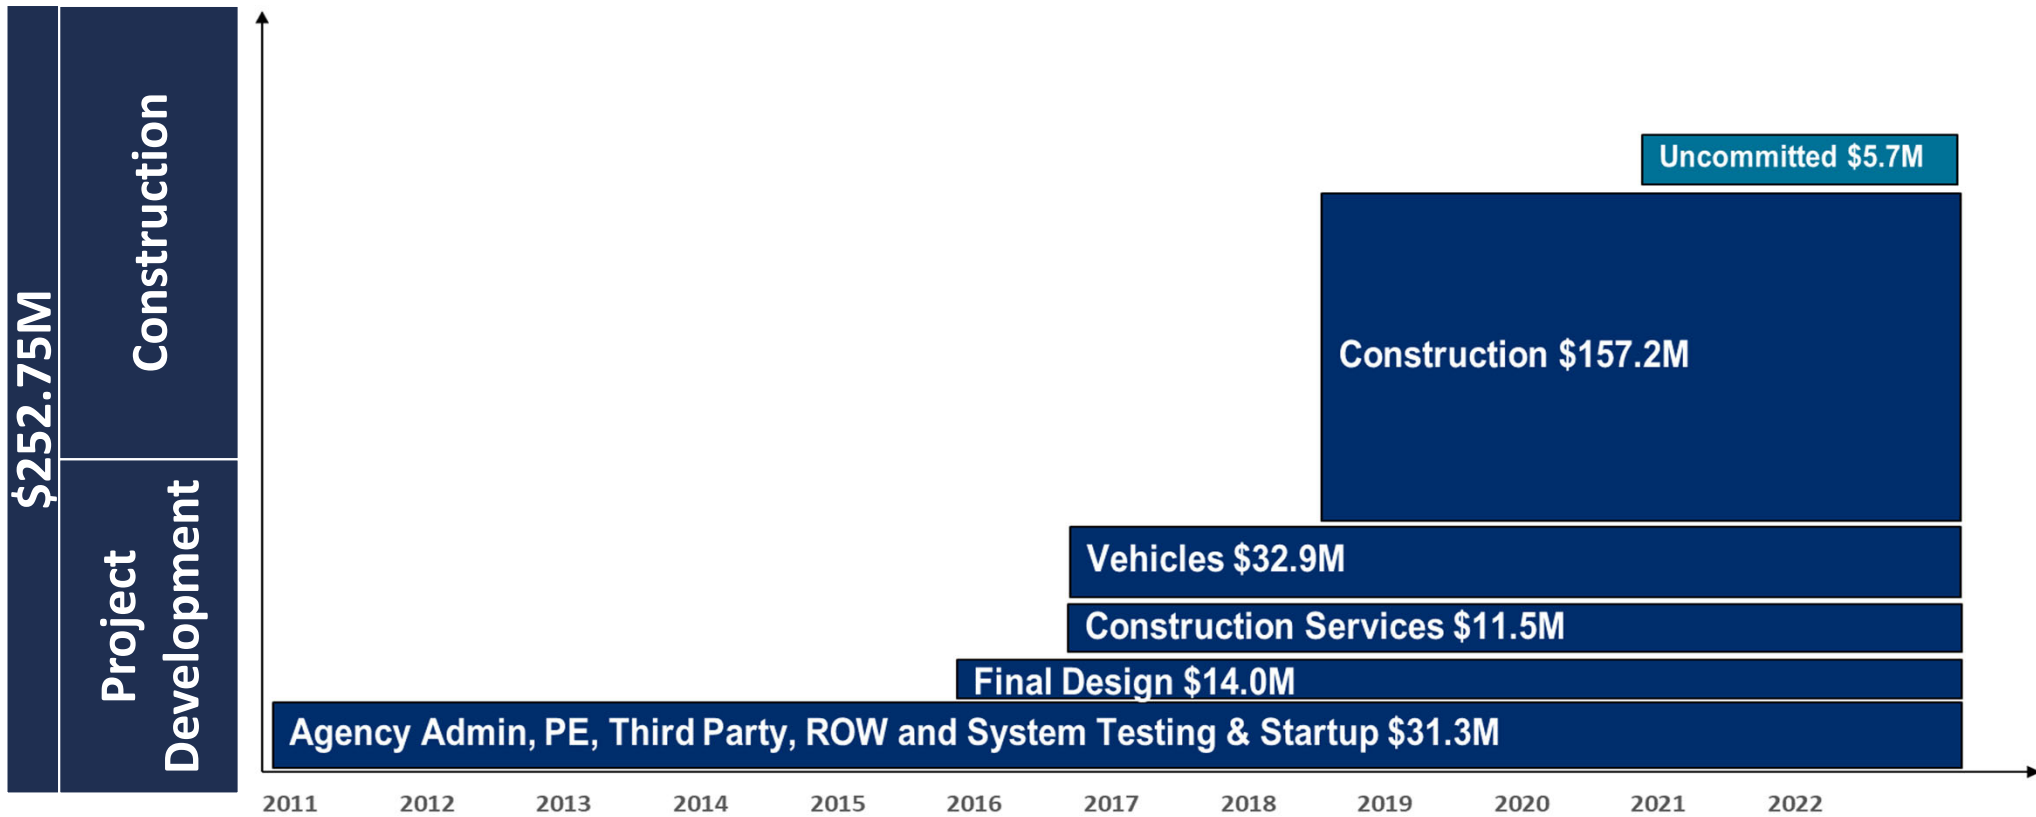 $252.75M
Construction
Project
Development
Uncommitted $5.7M
Construction $157.2M
Vehicles $32.9M
Construction Services $11.5M
Final Design $14.0M
Agency Admin, PE, Third Party, ROW and System Testing & Startup $31.3M
2011 2012 2013 2014 2015 2016 2017 2018 2019 2020 2021 2022